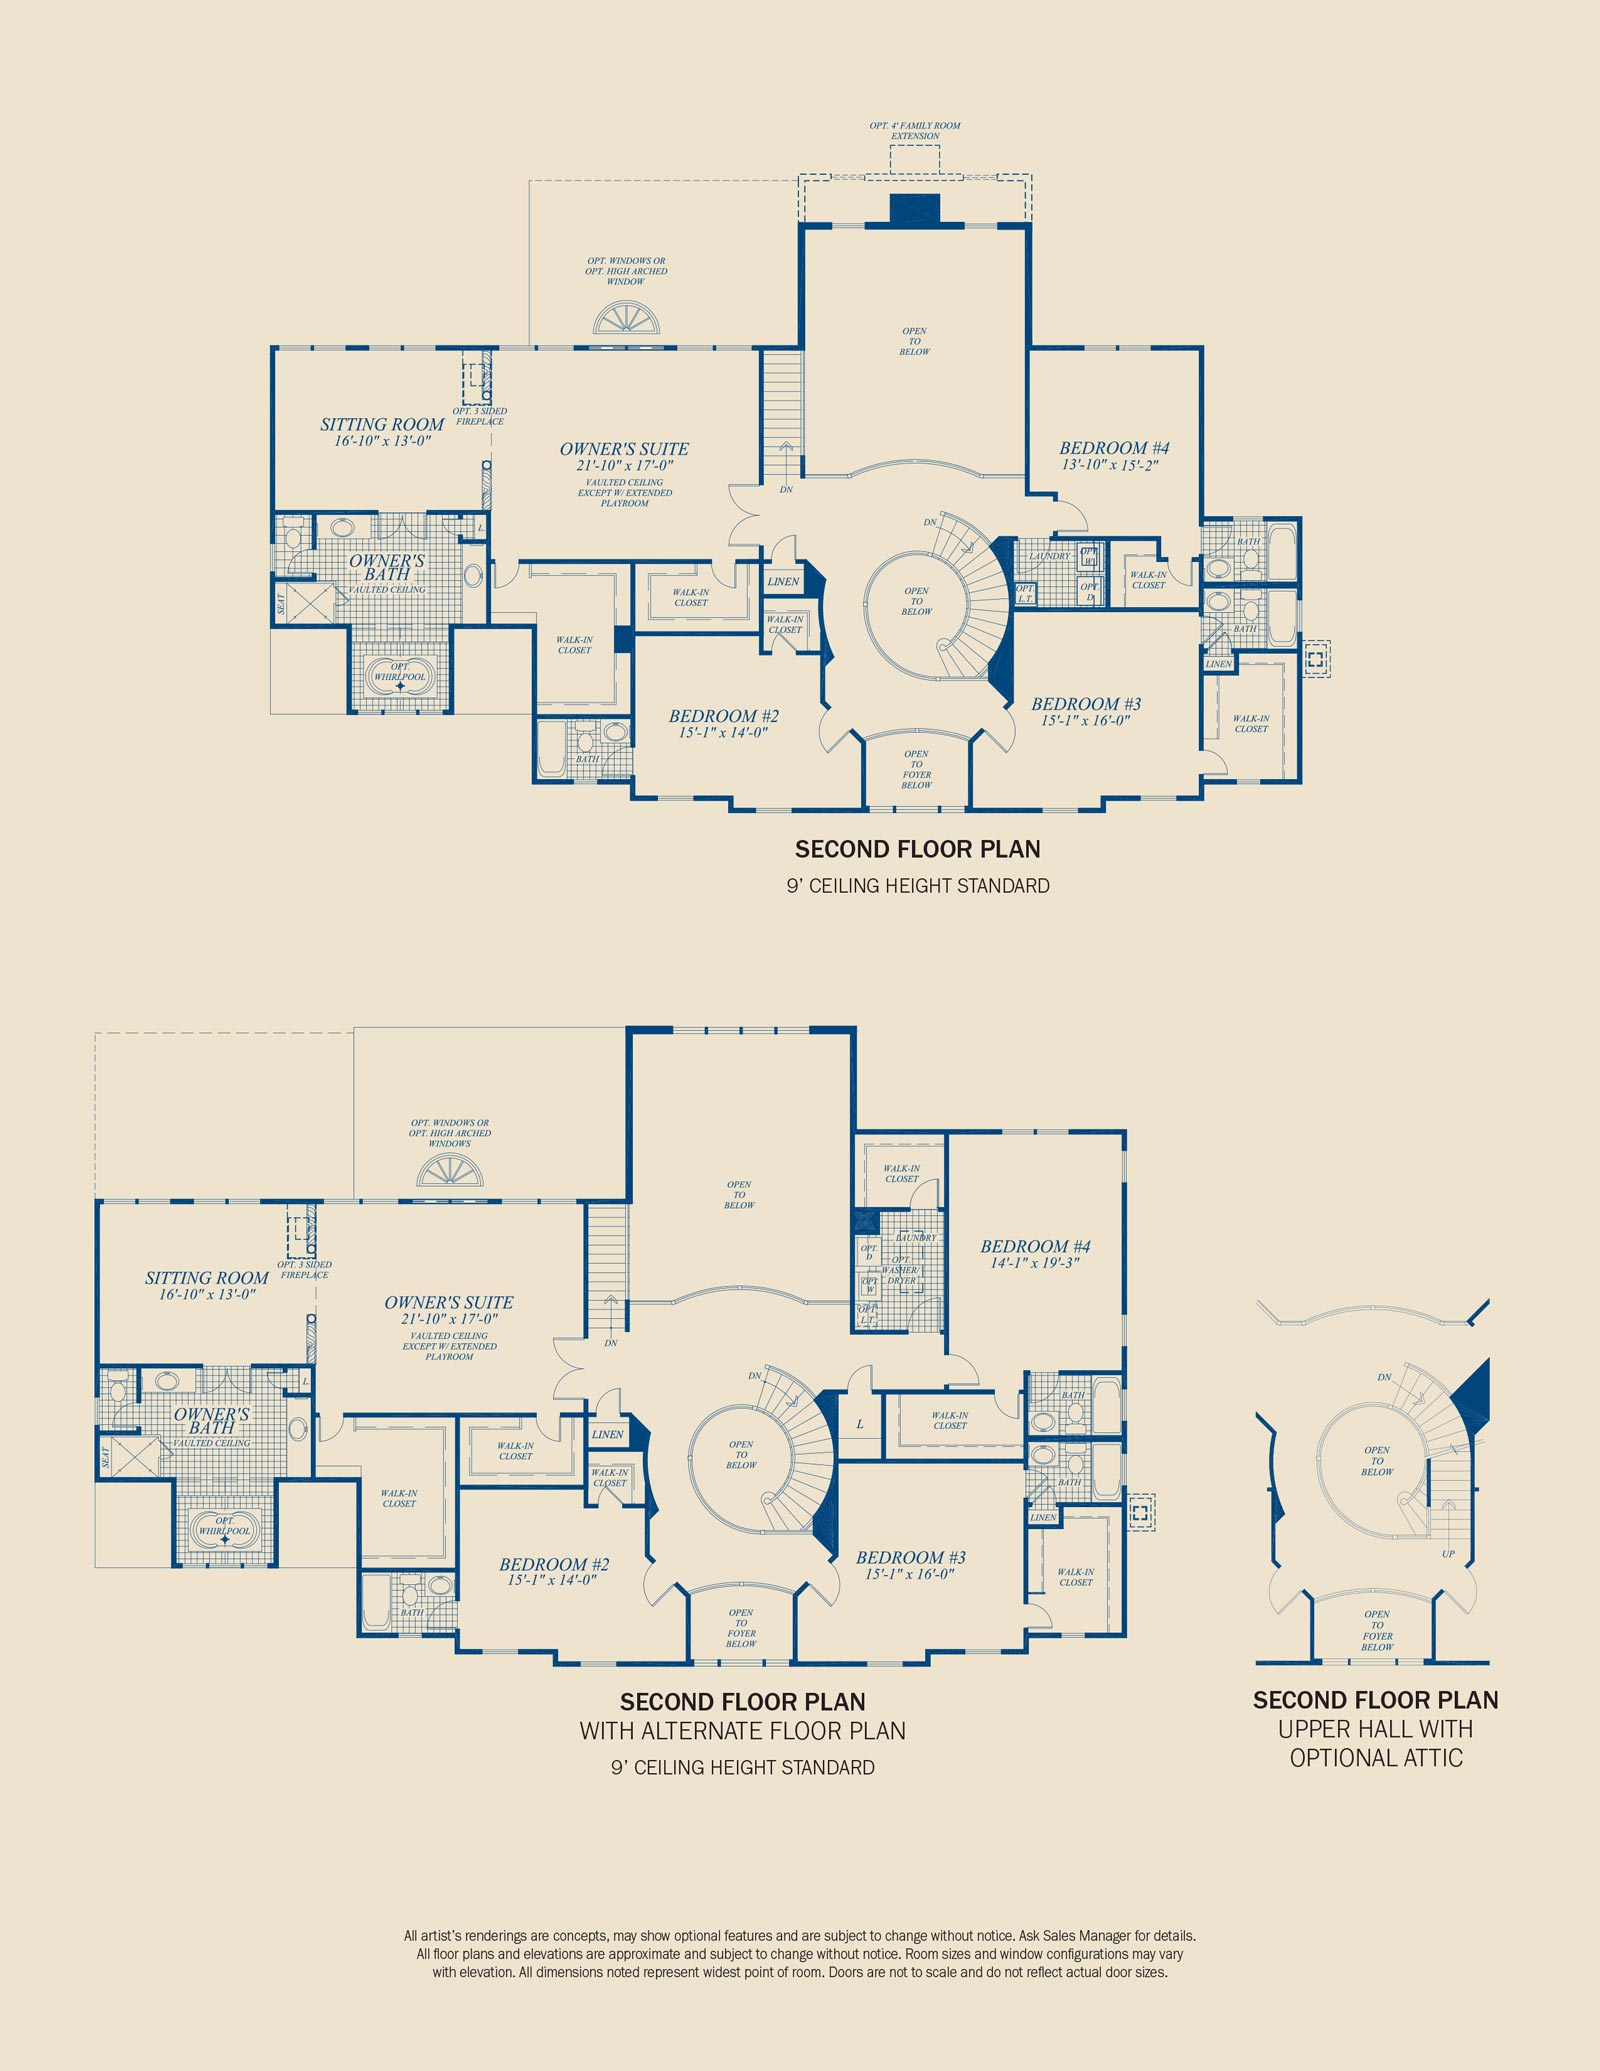 OPT. 4' FAMILY ROOM
EXTENSION
OPT. WINDOWS OR
OPT. HIGH ARCHED
WINDOW
OPEN
TO
BELOW
OPT. 3 SIDED
FIREPLACE
SITTING ROOM
16'-10" x 13'-0"
OWNER'S SUITE
21'-10" x 17'-0"
VAULTED CEILING
EXCEPT W/ EXTENDED
PLAYROOM
DN
BEDROOM #4
13'-10" x 15'-2"
DN
L.
OWNER'S
BATH
VAULTED CEILING
SEAT
LINEN
WALK-IN
CLOSET
WALK-IN
CLOSET
WALK-IN
CLOSET
OPEN
TO
BELOW
LAUNDRY
OPT.
W
OPT.
D
OPT.
L.T.
WALK-IN
CLOSET
BATH
BATH
LINEN
OPT.
WHIRLPOOL
BEDROOM #2
15'-1" x 14'-0"
BEDROOM #3
15'-1" x 16'-0"
WALK-IN
CLOSET
BATH
OPEN
TO
FOYER
BELOW
SECOND FLOOR PLAN
9' CEILING HEIGHT STANDARD
OPT. WINDOWS OR
OPT. HIGH ARCHED
WINDOWS
OPEN
TO
BELOW
WALK-IN
CLOSET
LAUNDRY
OPT.
D
OPT.
WASHER/
DRYER
OPT.
W
OPT.
L.T.
BEDROOM #4
14'-1" x 19'-3"
OPT. 3 SIDED
FIREPLACE
SITTING ROOM
16'-10" x 13'-0"
OWNER'S SUITE
21'-10" x 17'-0"
VAULTED CEILING
EXCEPT W/ EXTENDED
PLAYROOM
DN
DN
L.
OWNER'S
BATH
VAULTED CEILING
SEAT
LINEN
WALK-IN
CLOSET
WALK-IN
CLOSET
WALK-IN
CLOSET
OPEN
TO
BELOW
L
WALK-IN
CLOSET
BATH
BATH
LINEN
OPT.
WHIRLPOOL
BEDROOM #2
15'-1" x 14'-0"
BEDROOM #3
15'-1" x 16'-0"
WALK-IN
CLOSET
BATH
OPEN
TO
FOYER
BELOW
SECOND FLOOR PLAN
WITH ALTERNATE FLOOR PLAN
9' CEILING HEIGHT STANDARD
DN
OPEN
TO
BELOW
UP
OPEN
TO
FOYER
BELOW
SECOND FLOOR PLAN
UPPER HALL WITH
OPTIONAL ATTIC
All artist's renderings are concepts, may show optional features and are subject to change without notice. Ask Sales Manager for details.
All floor plans and elevations are approximate and subject to change without notice. Room sizes and window configurations may vary
with elevation. All dimensions noted represent widest point of room. Doors are not to scale and do not reflect actual door sizes.